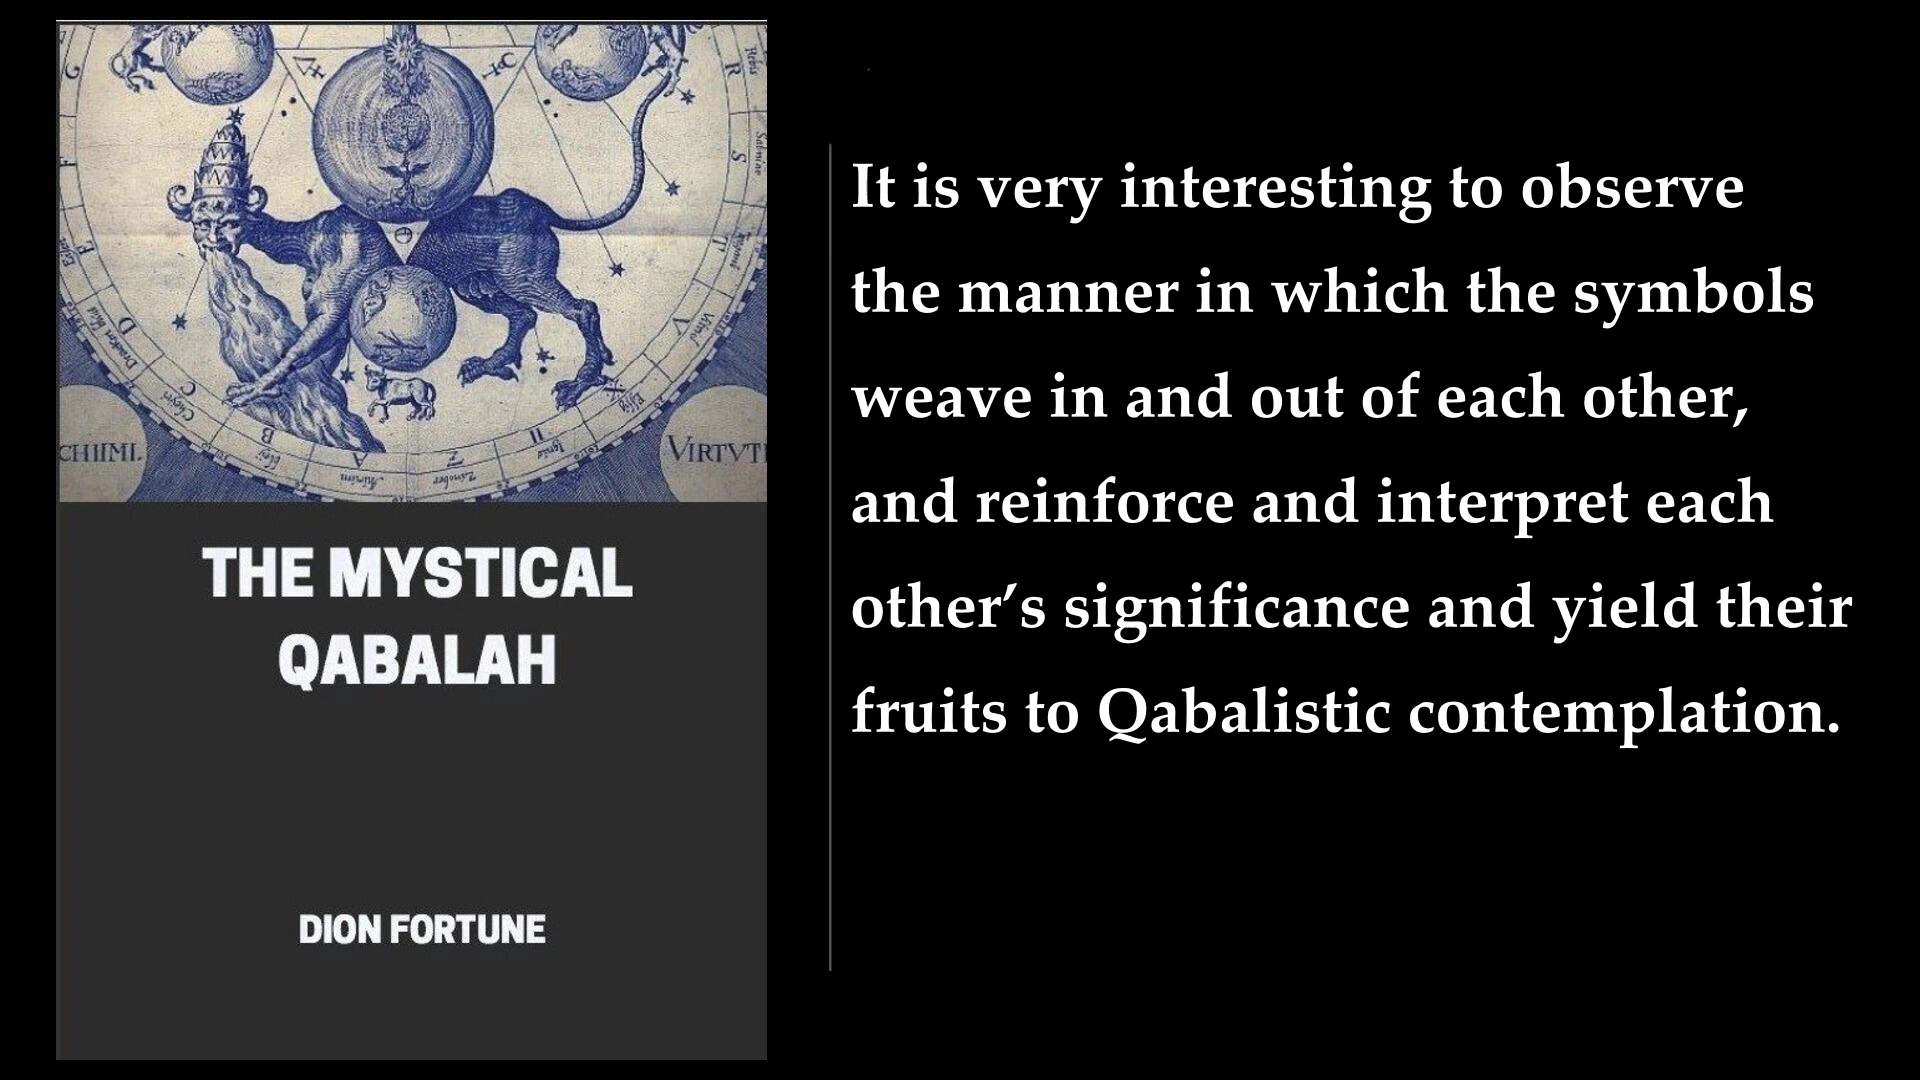 G
F
E
D
C
B
A
Z
R
S
T
V
X
II
CHIIMI.
VIRTVTI
THE MYSTICAL
QABALAH
DION FORTUNE
It is very interesting to observe
the manner in which the symbols
weave in and out of each other,
and reinforce and interpret each
other’s significance and yield their
fruits to Qabalistic contemplation.